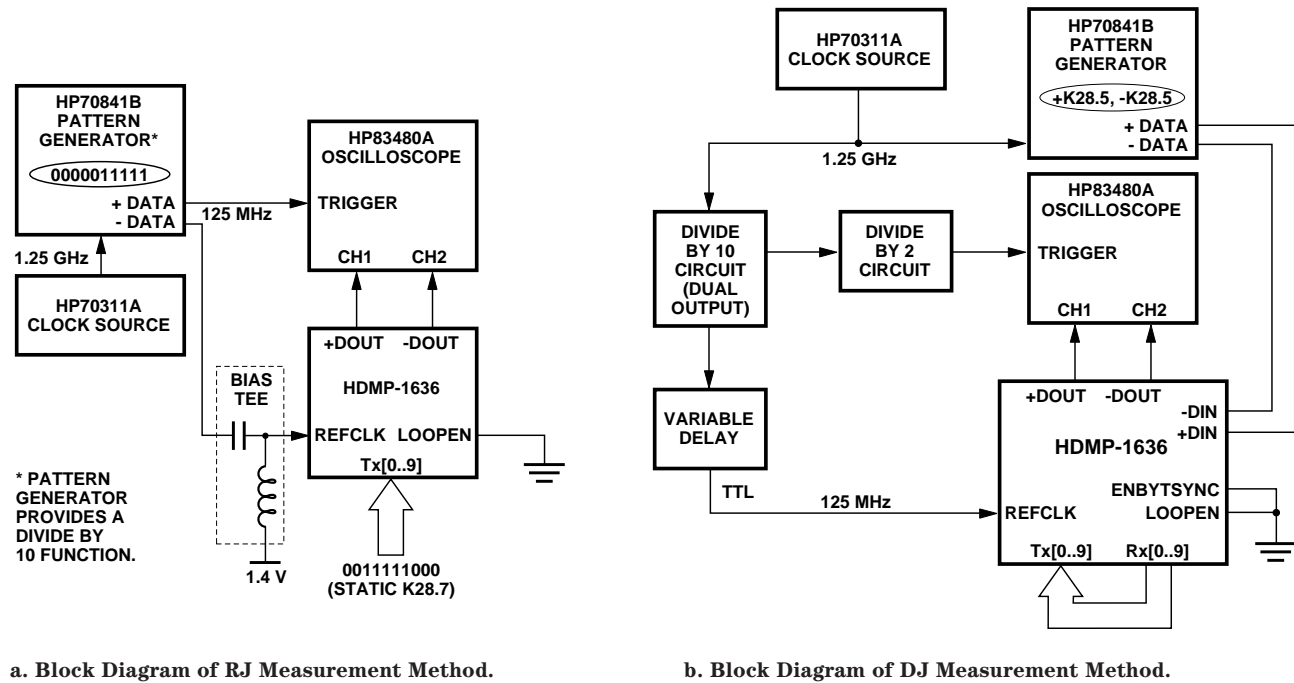 HP70841B
PATTERN
GENERATOR*
0000011111
+ DATA
- DATA
125 MHz
1.25 GHz
HP70311A
CLOCK SOURCE
HP83480A
OSCILLOSCOPE
TRIGGER
CH1 CH2
+DOUT -DOUT
HDMP-1636
REFCLK LOOPEN
Tx[0..9]
BIAS
TEE
1.4 V
0011111000
(STATIC K28.7)
* PATTERN
GENERATOR
PROVIDES A
DIVIDE BY
10 FUNCTION.
a. Block Diagram of RJ Measurement Method.
HP70311A
CLOCK SOURCE
1.25 GHz
HP70841B
PATTERN
GENERATOR
+K28.5, -K28.5
+ DATA
- DATA
DIVIDE
BY 10
CIRCUIT
(DUAL
OUTPUT)
DIVIDE
BY 2
CIRCUIT
HP83480A
OSCILLOSCOPE
TRIGGER
CH1 CH2
VARIABLE
DELAY
TTL
125 MHz
+DOUT -DOUT
-DIN
+DIN
HDMP-1636
ENBYTSYNC
REFCLK LOOPEN
Tx[0..9] Rx[0..9]
b. Block Diagram of DJ Measurement Method.